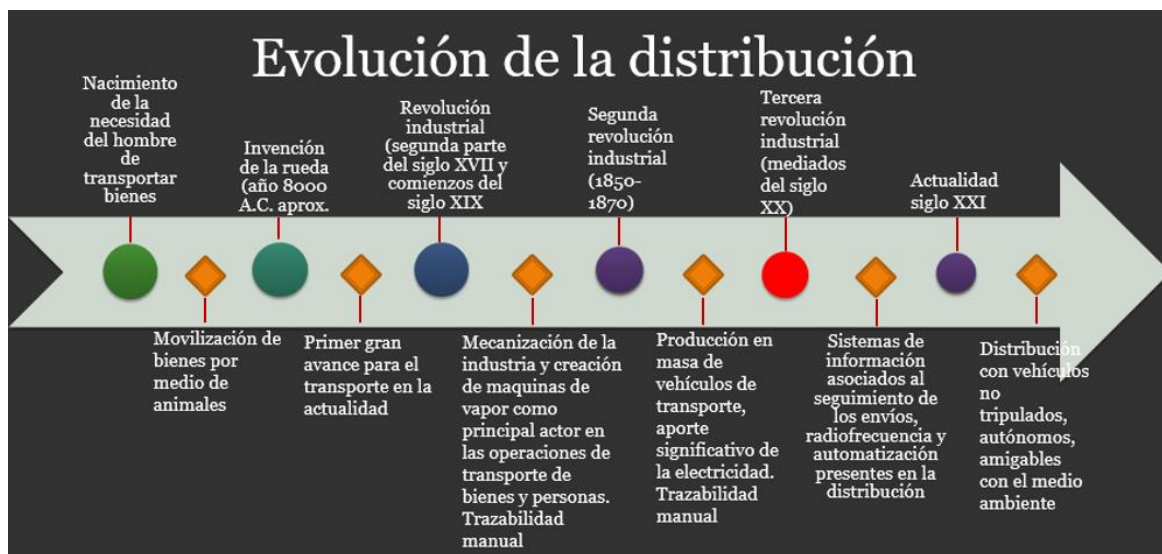 Evolución de la distribución
Nacimiento
de la
necesidad
del hombre
de
transportar
bienes
Invención
de la rueda
(año 8000
A.C. aprox.
Revolución
industrial
(segunda parte
del siglo XVII y
comienzos del
siglo XIX
Segunda
revolución
industrial
(1850-
1870)
Tercera
revolución
industrial
(mediados
del siglo
XX)
Actualidad
siglo XXI
Movilización de
bienes por
medio de
animales
Primer gran
avance para el
transporte en la
actualidad
Mecanización de la
industria y creación
de maquinas de
vapor como
principal actor en
las operaciones de
transporte de
bienes y personas.
Trazabilidad
manual
Producción en
masa de
vehículos de
transporte,
aporte
significativo de
la electricidad.
Trazabilidad
manual
Sistemas de
información
asociados al
seguimiento de
los envíos,
radiofrecuencia y
automatización
presentes en la
distribución
Distribución
con vehículos
no
tripulados,
autónomos,
amigables
con el medio
ambiente